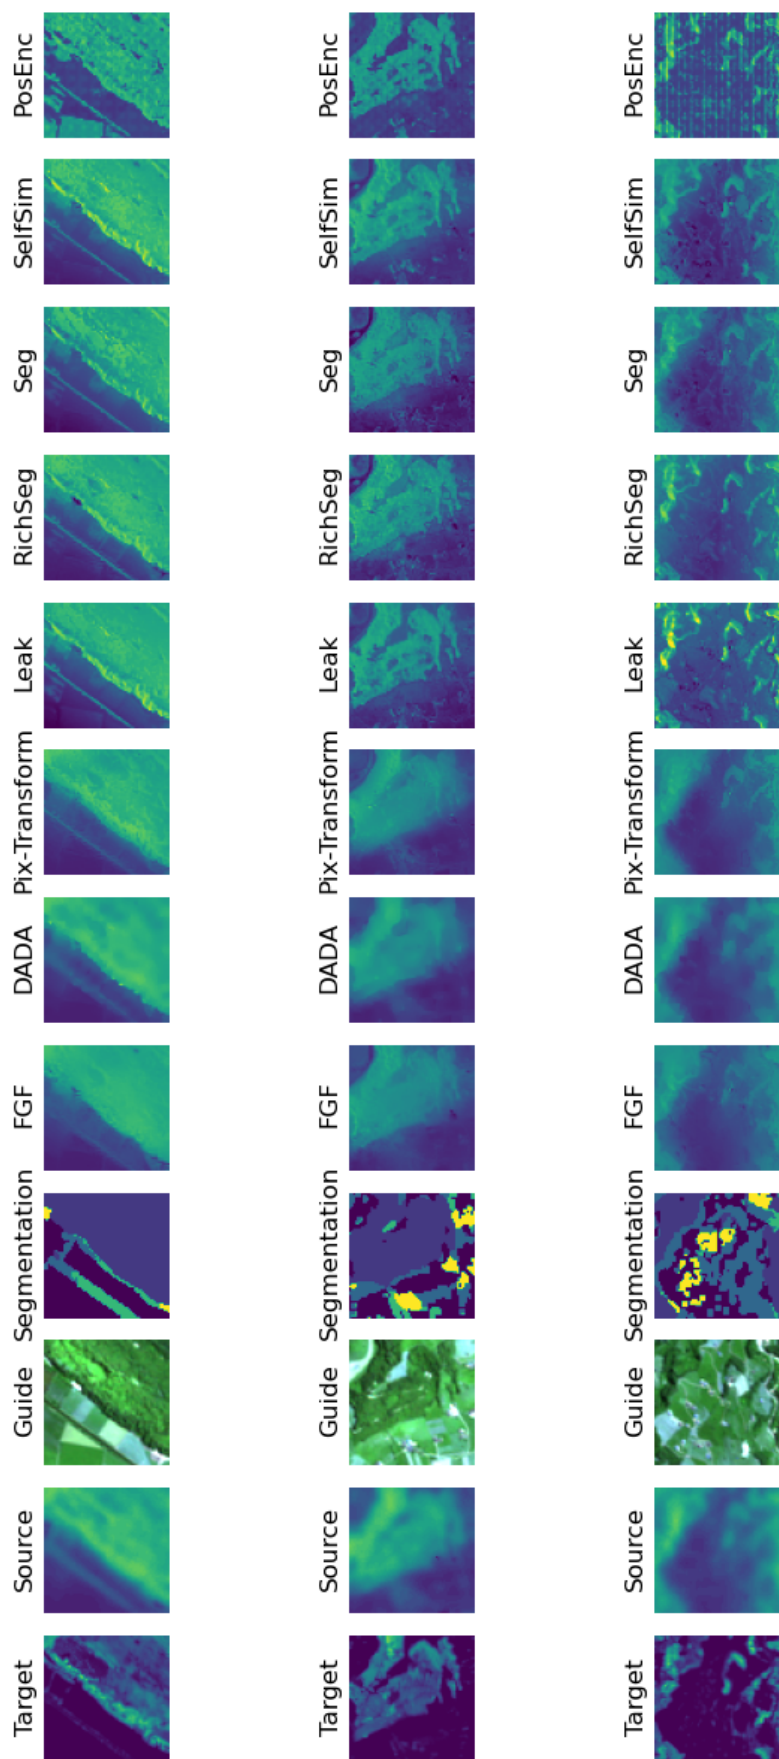 Target
Source
Guide
Segmentation
FGF
DADA
Pix-Transform
Leak
RichSeg
Seg
SelfSim
PosEnc
Target
Source
Guide
Segmentation
FGF
DADA
Pix-Transform
Leak
RichSeg
Seg
SelfSim
PosEnc
Target
Source
Guide
Segmentation
FGF
DADA
Pix-Transform
Leak
RichSeg
Seg
SelfSim
PosEnc